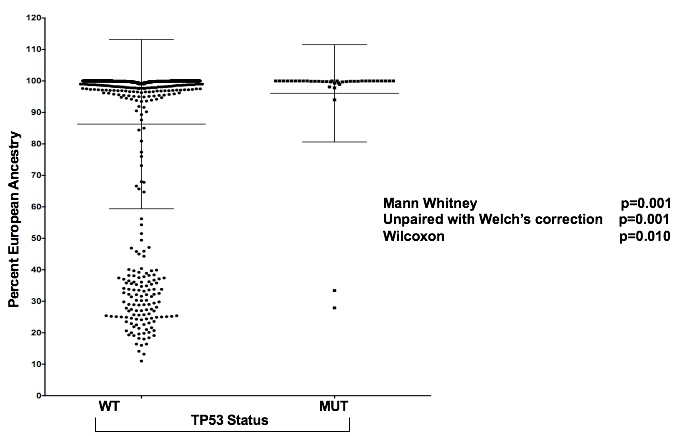 120
110
100
90
80
70
60
50
40
30
20
10
0
Percent European Ancestry
Mann Whitney p=0.001
Unpaired with Welch's correction p=0.001
Wilcoxon p=0.010
WT MUT
TP53 Status